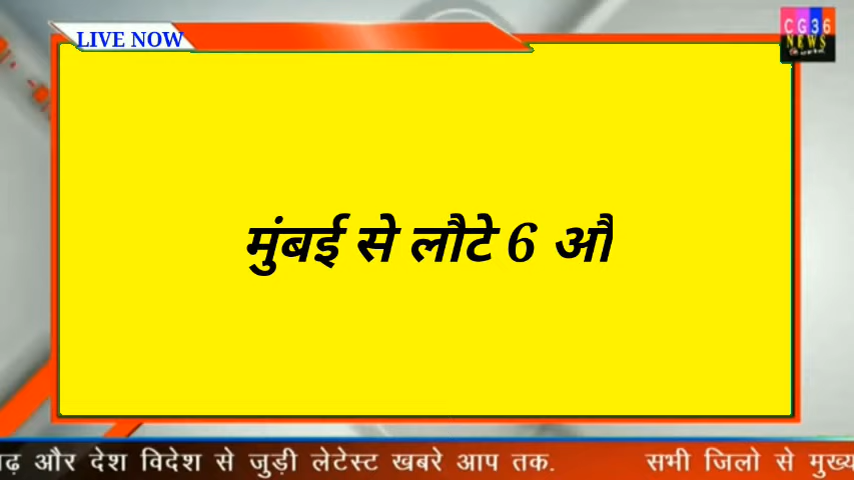 LIVE NOW
CG36
NEWS
मुंबई से लौटे 6 औ
ढ़ और देश विदेश से जुड़ी लेटेस्ट खबरे आप तक. सभी जिलो से मुख्य